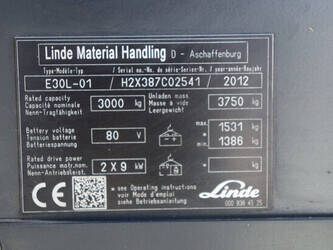 Linde Material Handling D - Aschaffenburg
Type-Modèle-Typ / Serial no.-No. de série-Serien-Nr. / year-année-Baujahr
E30L-01 / H2X387C02541 / 2012
Rated capacity
Capacité nominale
Nenn-Tragfähigkeit
3000 kg
Unladen mass
Masse à vide
Leergewicht
3750 kg
Battery voltage
Tension batterie
Batteriespannung
80 V
max. 1531 kg
min. 1386 kg
Rated drive power
Puissance motr.nom.
Nenn-Antriebsleist.
2 X 9 kW
kg
CE
see Operating instructions
voir Mode d'emploi
siehe Betriebsanleitung
Linde
000 938 45 25